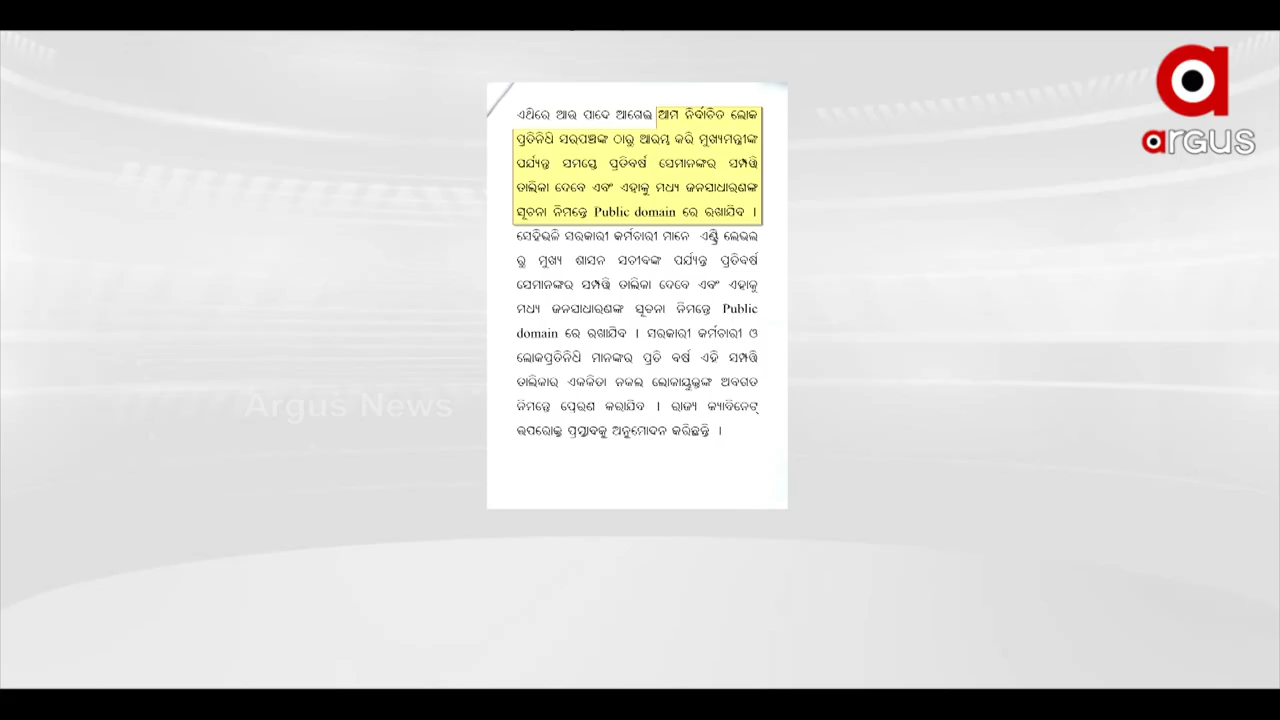 argus
ଏଥିରେ ଆଉ ପାଦେ ଆଗେଇ ଆମ ନିର୍ବାଚିତ ଲୋକ
ପ୍ରତିନିଧି ସରପଞ୍ଚଙ୍କ ଠାରୁ ଆରମ୍ଭ କରି ମୁଖ୍ୟମନ୍ତ୍ରୀଙ୍କ
ପର୍ଯ୍ୟନ୍ତ ସମସ୍ତେ ପ୍ରତିବର୍ଷ ସେମାନଙ୍କର ସମ୍ପତ୍ତି
ତାଲିକା ଦେବେ ଏବଂ ଏହାକୁ ମଧ୍ୟ ଜନସାଧାରଣଙ୍କ
ସୂଚନା ନିମନ୍ତେ Public domain ରେ ରଖାଯିବ ।
ସେହିଭଳି ସରକାରୀ କର୍ମଚାରୀ ମାନେ ଏଣ୍ଟ୍ରି ଲେଭଲ
ରୁ ମୁଖ୍ୟ ଶାସନ ସଚୀବଙ୍କ ପର୍ଯ୍ୟନ୍ତ ପ୍ରତିବର୍ଷ
ସେମାନଙ୍କର ସମ୍ପତ୍ତି ତାଲିକା ଦେବେ ଏବଂ ଏହାକୁ
ମଧ୍ୟ ଜନସାଧାରଣଙ୍କ ସୂଚନା ନିମନ୍ତେ Public
domain ରେ ରଖାଯିବ । ସରକାରୀ କର୍ମଚାରୀ ଓ
ଲୋକପ୍ରତିନିଧି ମାନଙ୍କର ପ୍ରତି ବର୍ଷ ଏହି ସମ୍ପତ୍ତି
ତାଲିକାର ଏକକିତା ନକଲ ଲୋକାୟୁକ୍ତଙ୍କ ଅବଗତ
ନିମନ୍ତେ ପ୍ରେରଣ କରାଯିବ । ରାଜ୍ୟ କ୍ୟାବିନେଟ୍
ଉପରୋକ୍ତ ପ୍ରସ୍ତାବକୁ ଅନୁମୋଦନ କରିଛନ୍ତି ।
Argus News